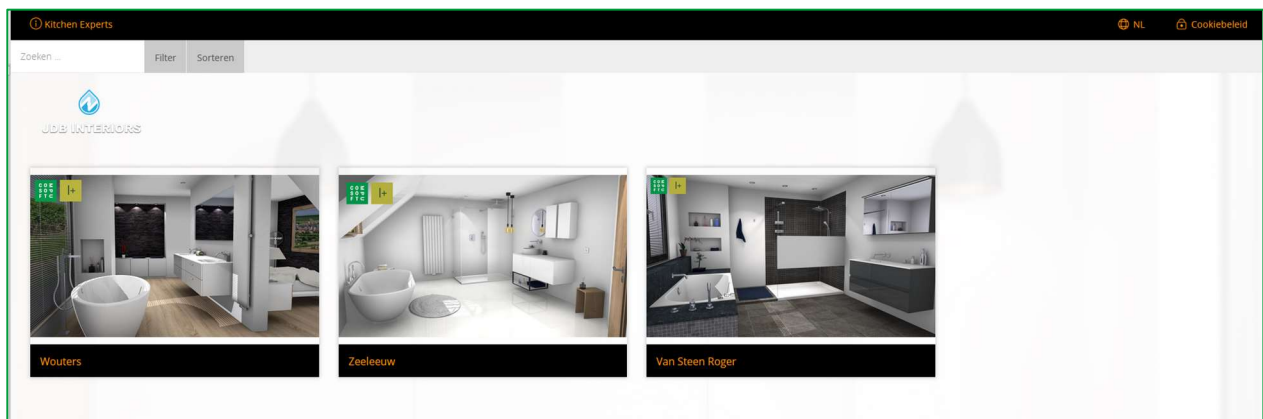 Kitchen Experts
NL
Cookiebeleid
Zoeken ...
Filter
Sorteren
JDB INTERIORS
Wouters
Zeeleeuw
Van Steen Roger